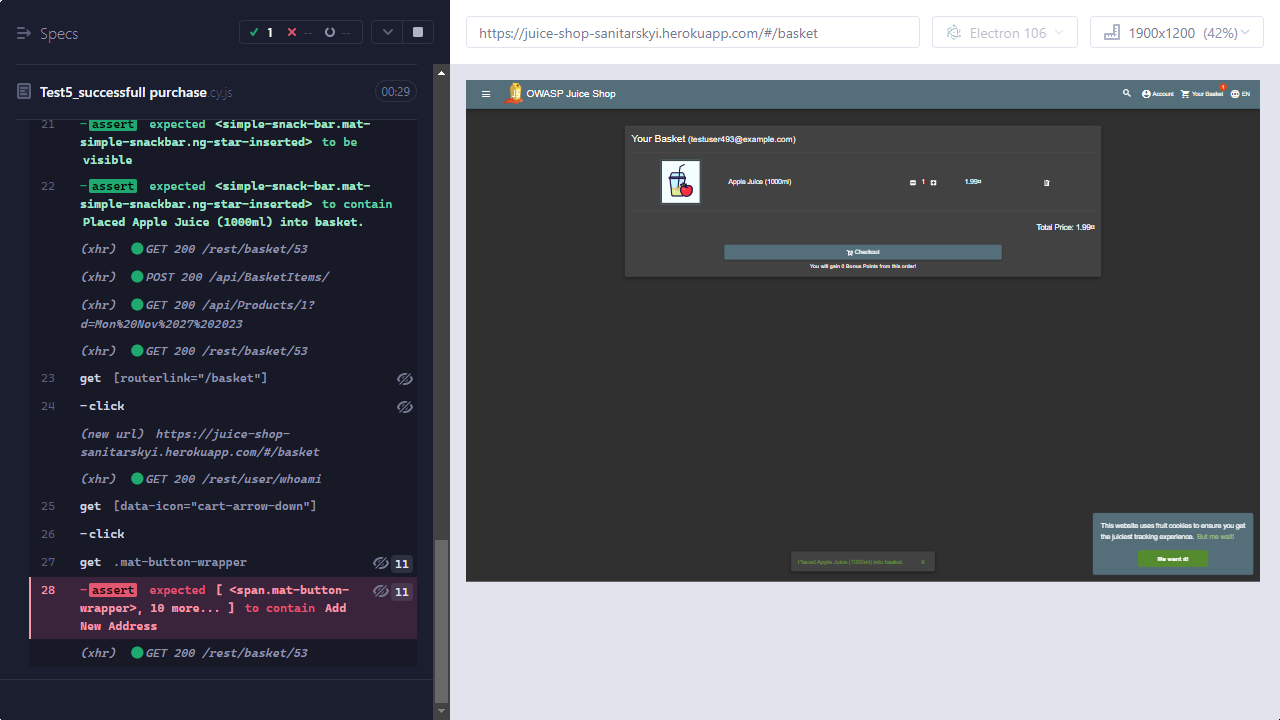 Specs
1
--
--
Test5_successfull purchase cy.js
00:29
21 -assert expected <simple-snack-bar.mat-
simple-snackbar.ng-star-inserted> to be
visible
22 -assert expected <simple-snack-bar.mat-
simple-snackbar.ng-star-inserted> to contain
Placed Apple Juice (1000ml) into basket.
(xhr) GET 200 /rest/basket/53
(xhr) POST 200 /api/BasketItems/
(xhr) GET 200 /api/Products/1?
d=Mon%20Nov%2027%202023
(xhr) GET 200 /rest/basket/53
23 get [routerlink="/basket"]
24 -click
(new url) https://juice-shop-
sanitarskyi.herokuapp.com/#/basket
(xhr) GET 200 /rest/user/whoami
25 get [data-icon="cart-arrow-down"]
26 -click
27 get .mat-button-wrapper 11
28 -assert expected [ <span.mat-button-
wrapper>, 10 more... ] to contain Add
New Address
11
(xhr) GET 200 /rest/basket/53
https://juice-shop-sanitarskyi.herokuapp.com/#/basket
Electron 106
1900x1200 (42%)
OWASP Juice Shop
Account
Your Basket
1
EN
Your Basket (testuser493@example.com)
Apple Juice (1000ml)
1
1.99¤
Total Price: 1.99¤
Checkout
You will gain 0 Bonus Points from this order!
This website uses fruit cookies to ensure you get
the juiciest tracking experience. But me wait!
Me want it!
Placed Apple Juice (1000ml) into basket.
X